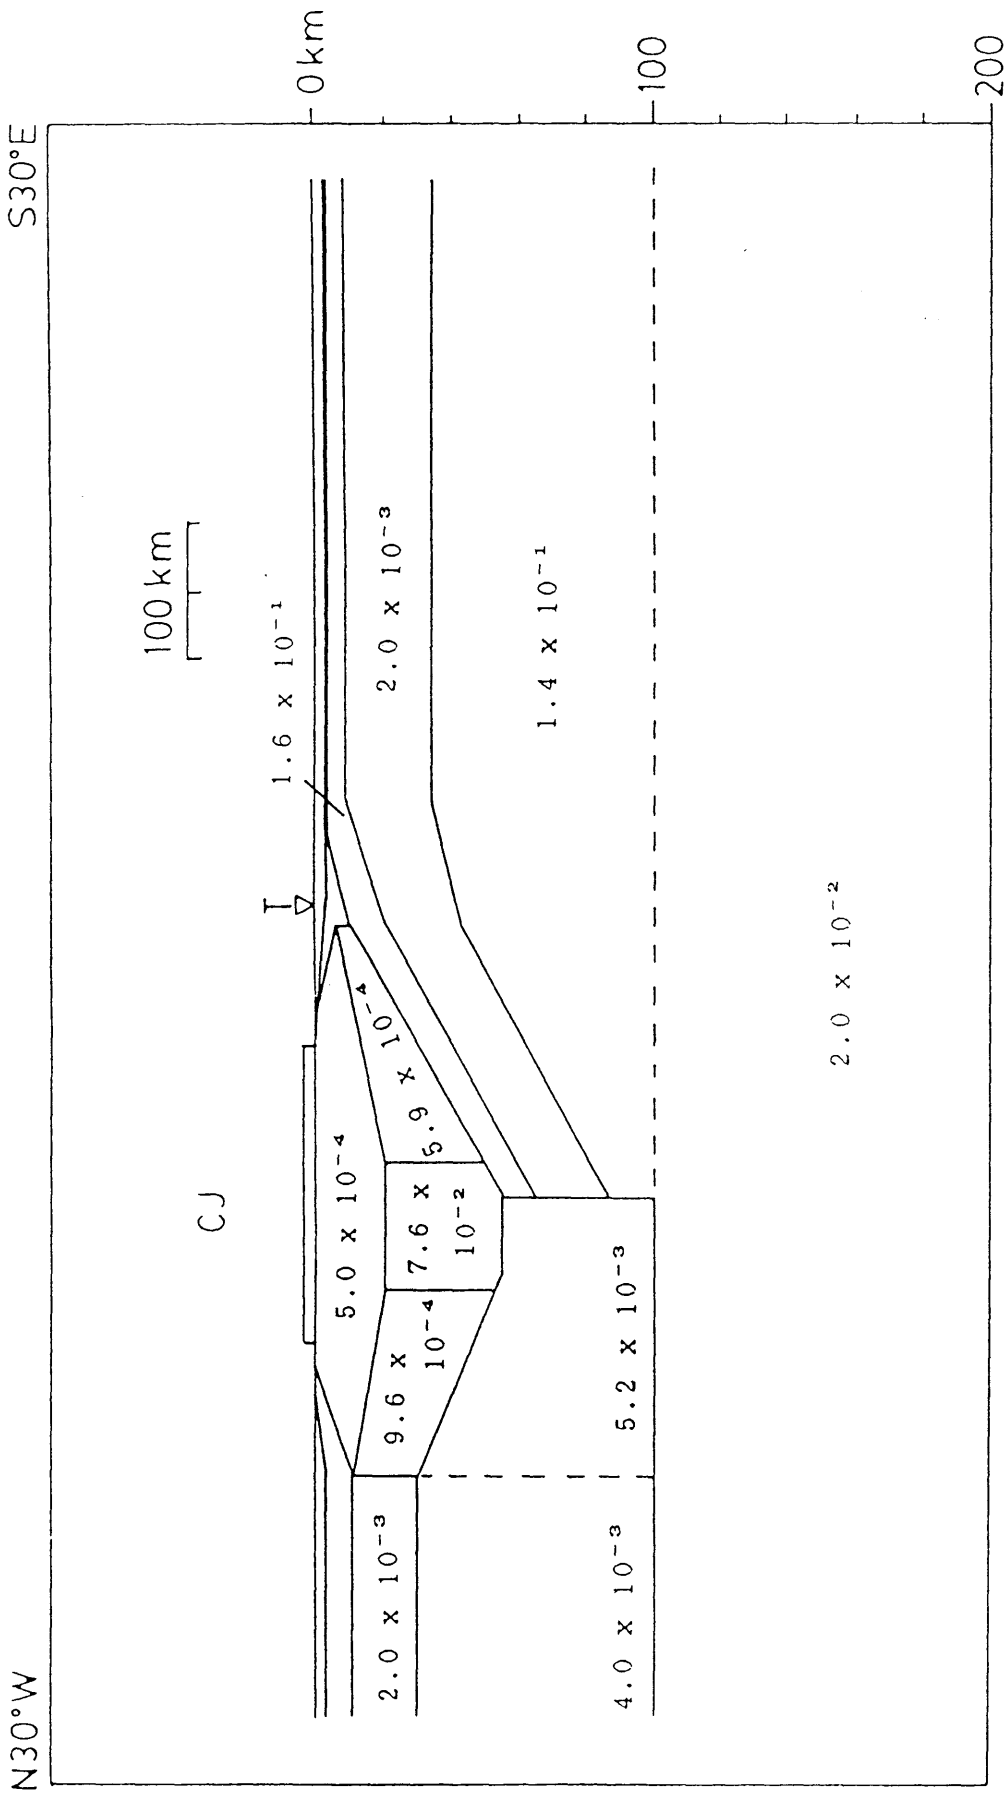 N30°W
S30°E
CJ
100 km
T
0 km
100
200
1.6 x 10⁻¹
5.0 x 10⁻⁴
5.9 x 10⁻⁴
2.0 x 10⁻³
9.6 x
10⁻⁴
7.6 x
10⁻²
2.0 x 10⁻³
1.4 x 10⁻¹
4.0 x 10⁻³
5.2 x 10⁻³
2.0 x 10⁻²